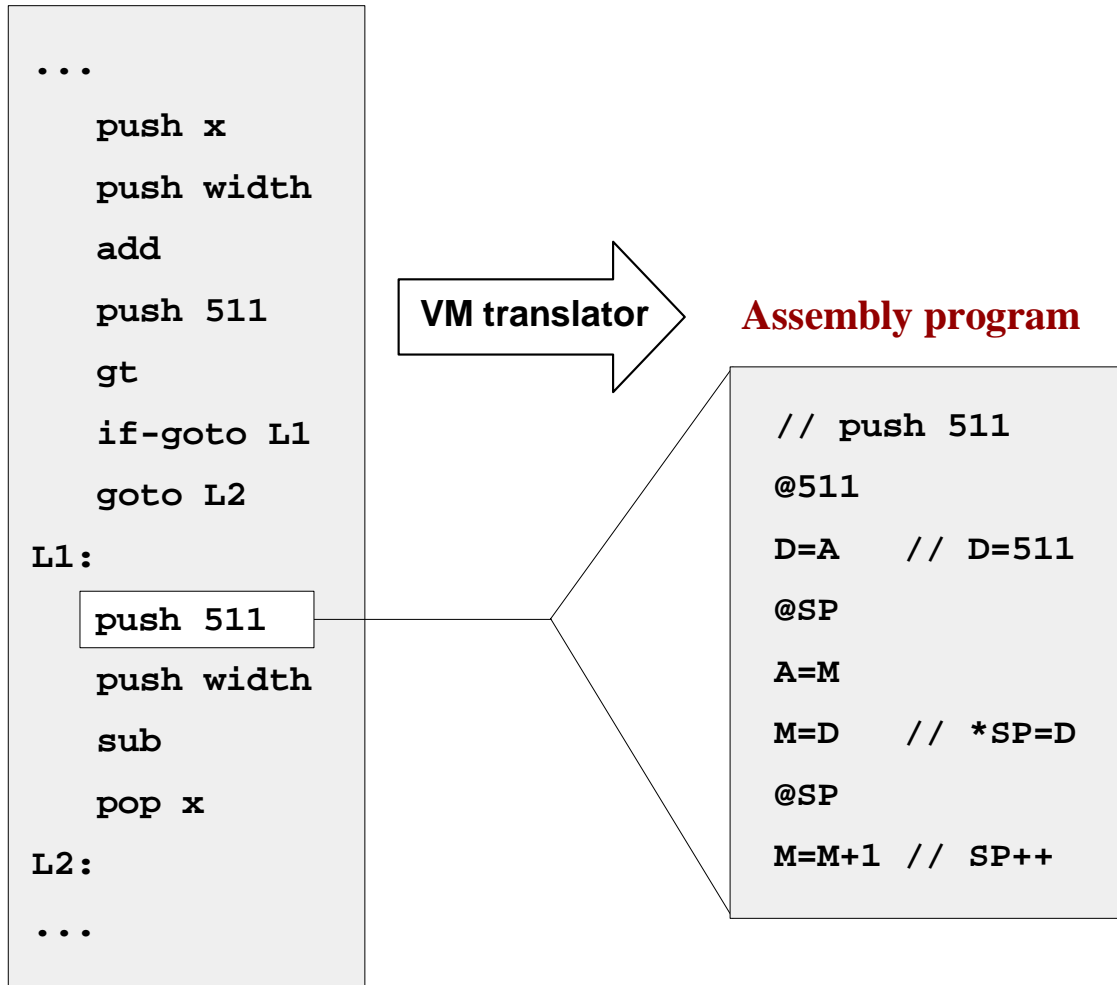 ...
push x
push width
add
push 511
gt
if-goto L1
goto L2
L1:
push 511
push width
sub
pop x
L2:
...
VM translator
Assembly program
// push 511
@511
D=A // D=511
@SP
A=M
M=D // *SP=D
@SP
M=M+1 // SP++